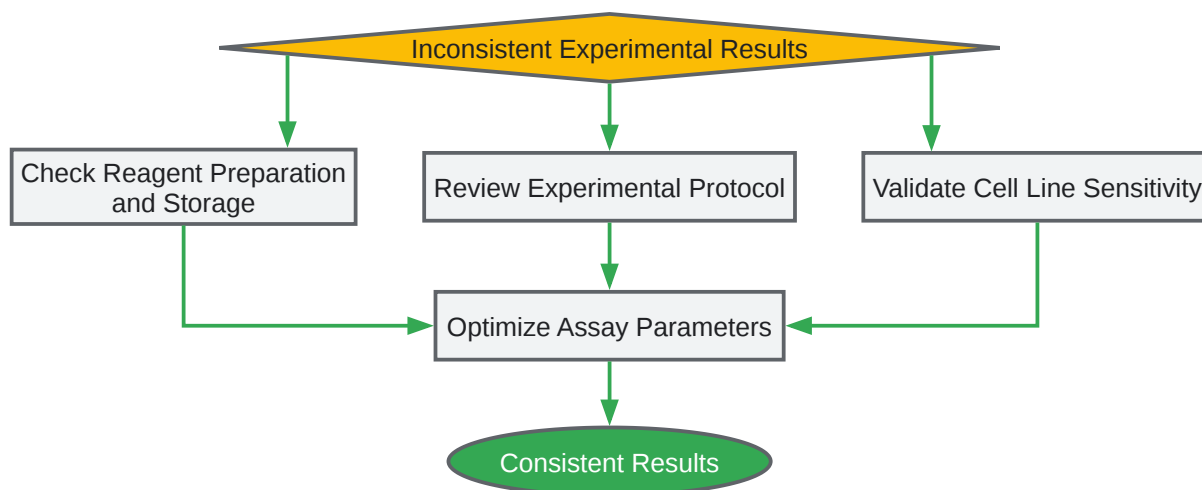 Inconsistent Experimental Results
Check Reagent Preparation
and Storage
Review Experimental Protocol
Validate Cell Line Sensitivity
Optimize Assay Parameters
Consistent Results